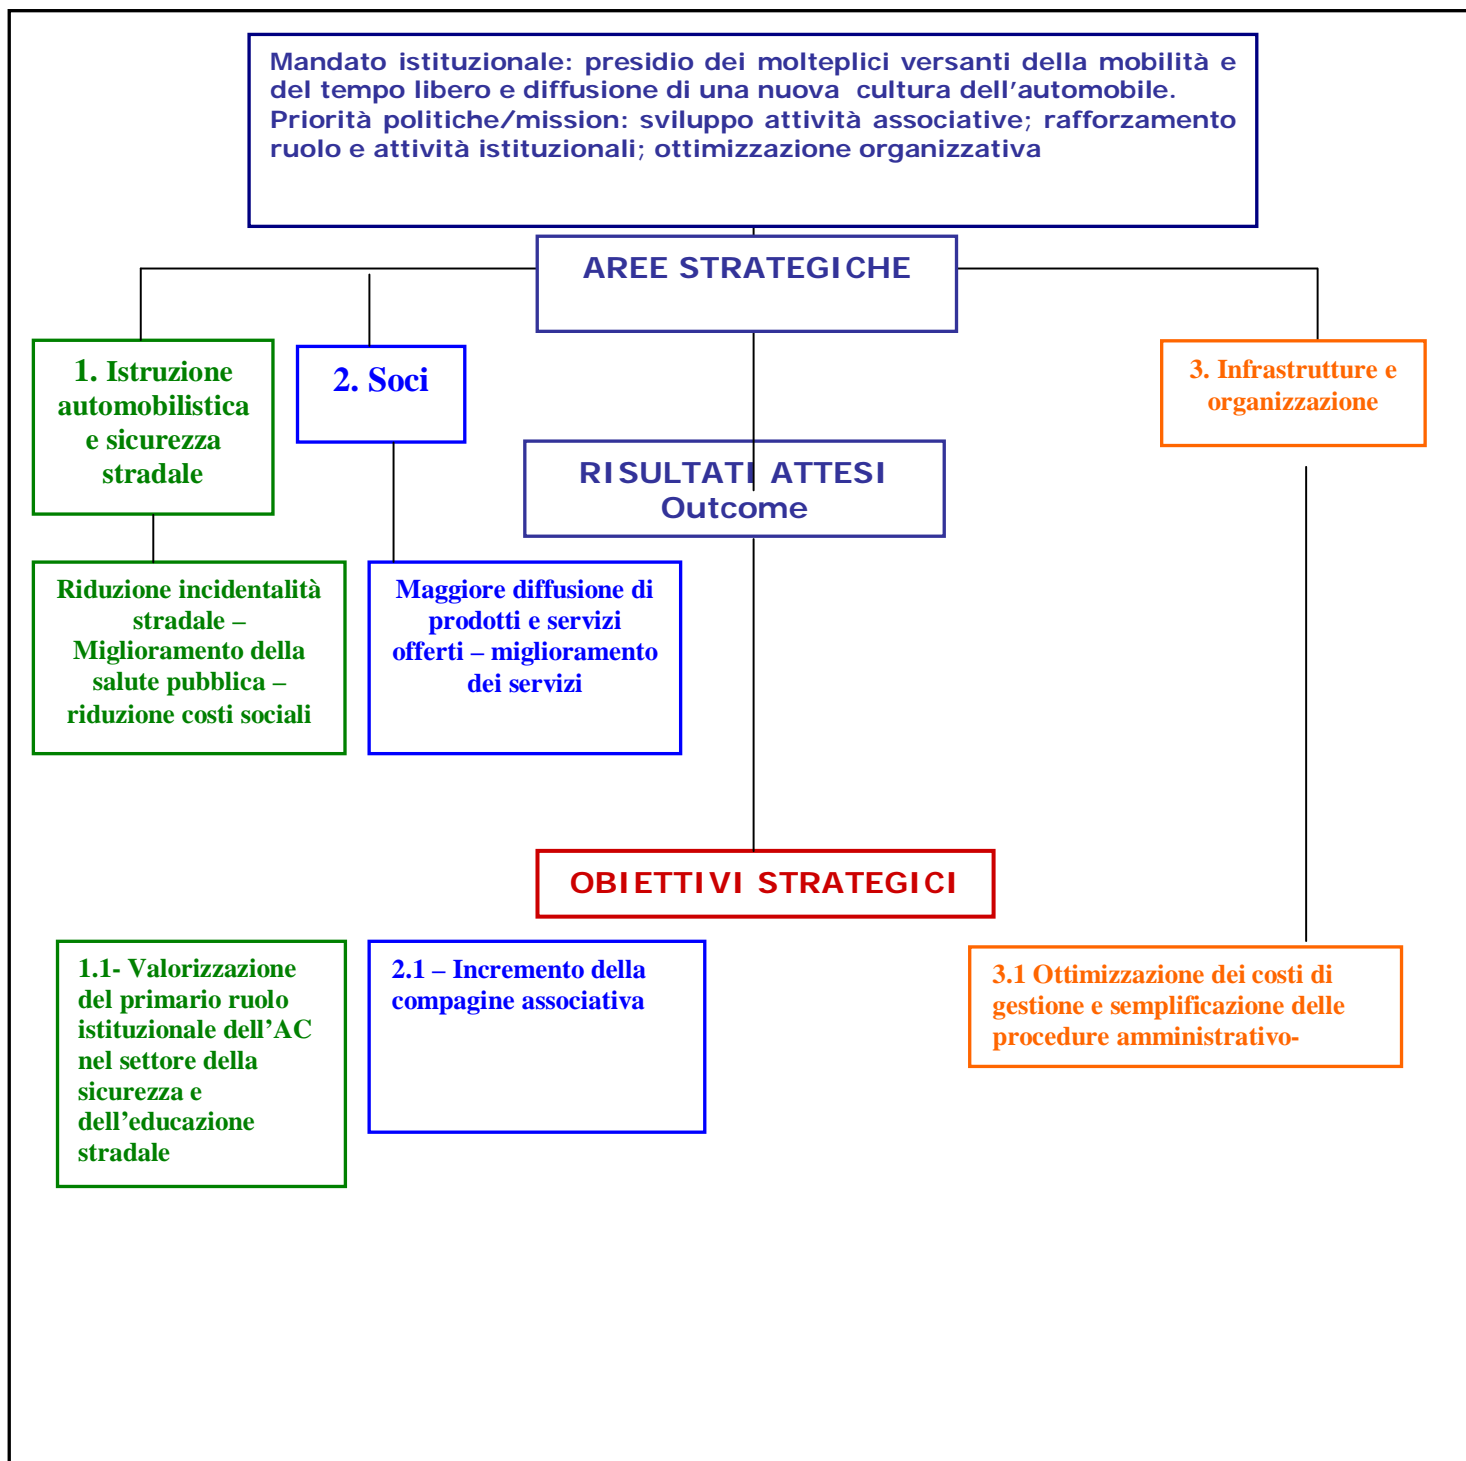 Mandato istituzionale: presidio dei molteplici versanti della mobilità e
del tempo libero e diffusione di una nuova cultura dell'automobile.
Priorità politiche/mission: sviluppo attività associative; rafforzamento
ruolo e attività istituzionali; ottimizzazione organizzativa
AREE STRATEGICHE
1. Istruzione
automobilistica
e sicurezza
stradale
2. Soci
3. Infrastrutture e
organizzazione
RISULTATI ATTESI
Outcome
Riduzione incidentalità
stradale –
Miglioramento della
salute pubblica –
riduzione costi sociali
Maggiore diffusione di
prodotti e servizi
offerti – miglioramento
dei servizi
OBIETTIVI STRATEGICI
1.1- Valorizzazione
del primario ruolo
istituzionale dell'AC
nel settore della
sicurezza e
dell'educazione
stradale
2.1 – Incremento della
compagine associativa
3.1 Ottimizzazione dei costi di
gestione e semplificazione delle
procedure amministrativo-